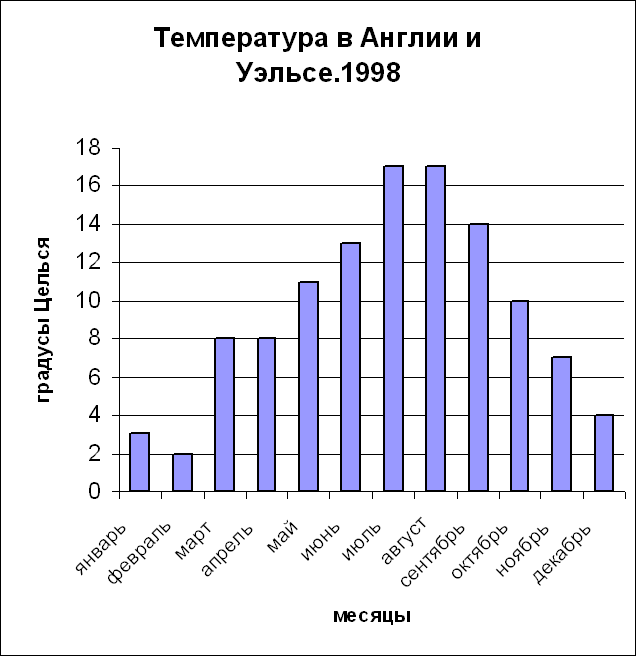 Температура в Англии и
Уэльсе.1998
18
16
14
12
10
8
6
4
2
0
градусы Целься
январь
февраль
март
апрель
май
июнь
июль
август
сентябрь
октябрь
ноябрь
декабрь
месяцы